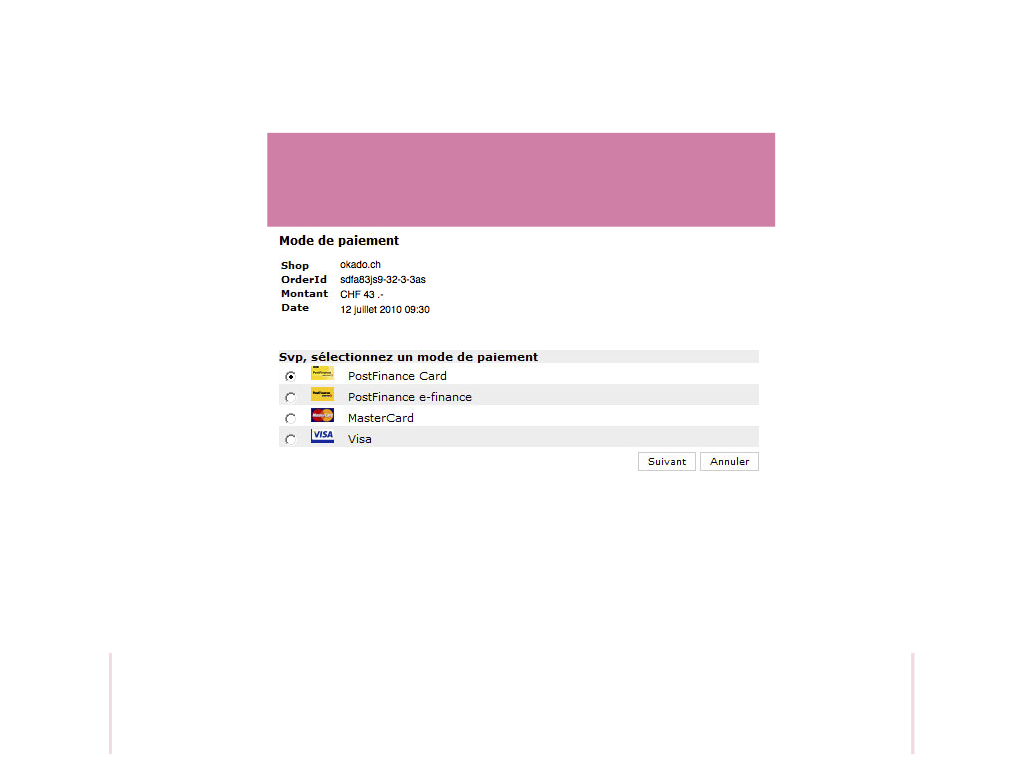 Mode de paiement
Shop okado.ch
OrderId sdfa83js9-32-3-3as
Montant CHF 43 .-
Date 12 juillet 2010 09:30
Svp, sélectionnez un mode de paiement
PostFinance Card
PostFinance e-finance
MasterCard MasterCard
VISA Visa
Suivant Annuler